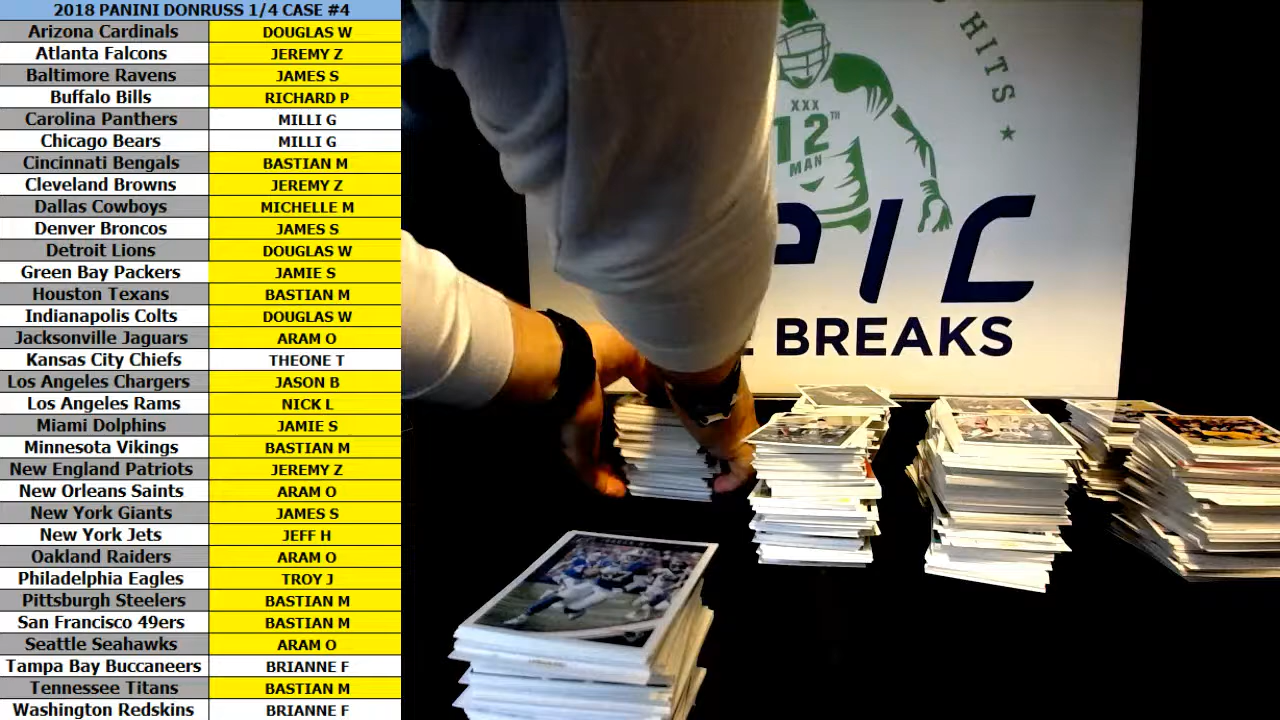 2018 PANINI DONRUSS 1/4 CASE #4
Arizona Cardinals DOUGLAS W
Atlanta Falcons JEREMY Z
Baltimore Ravens JAMES S
Buffalo Bills RICHARD P
Carolina Panthers MILLI G
Chicago Bears MILLI G
Cincinnati Bengals BASTIAN M
Cleveland Browns JEREMY Z
Dallas Cowboys MICHELLE M
Denver Broncos JAMES S
Detroit Lions DOUGLAS W
Green Bay Packers JAMIE S
Houston Texans BASTIAN M
Indianapolis Colts DOUGLAS W
Jacksonville Jaguars ARAM O
Kansas City Chiefs THEONE T
Los Angeles Chargers JASON B
Los Angeles Rams NICK L
Miami Dolphins JAMIE S
Minnesota Vikings BASTIAN M
New England Patriots JEREMY Z
New Orleans Saints ARAM O
New York Giants JAMES S
New York Jets JEFF H
Oakland Raiders ARAM O
Philadelphia Eagles TROY J
Pittsburgh Steelers BASTIAN M
San Francisco 49ers BASTIAN M
Seattle Seahawks ARAM O
Tampa Bay Buccaneers BRIANNE F
Tennessee Titans BASTIAN M
Washington Redskins BRIANNE F
HITS
XXX
12TH
MAN
PIC
BREAKS